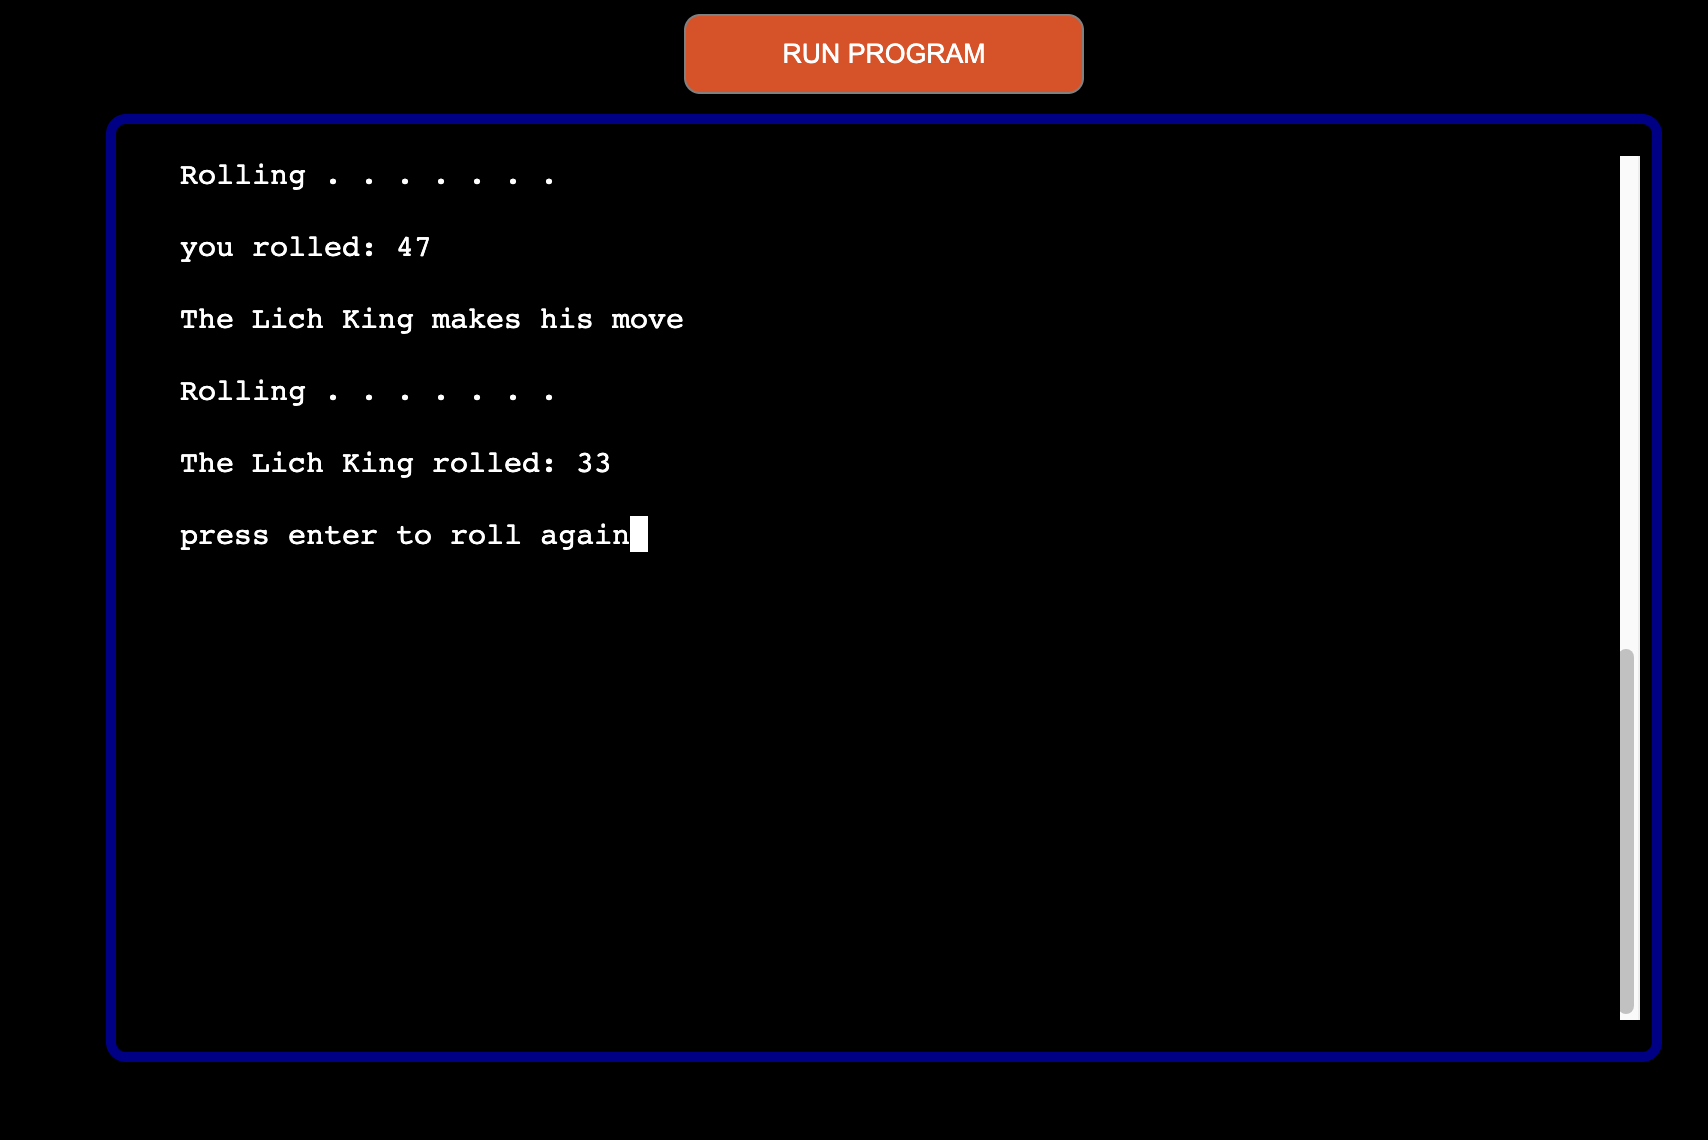 RUN PROGRAM
Rolling . . . . . . .
you rolled: 47
The Lich King makes his move
Rolling . . . . . . .
The Lich King rolled: 33
press enter to roll again